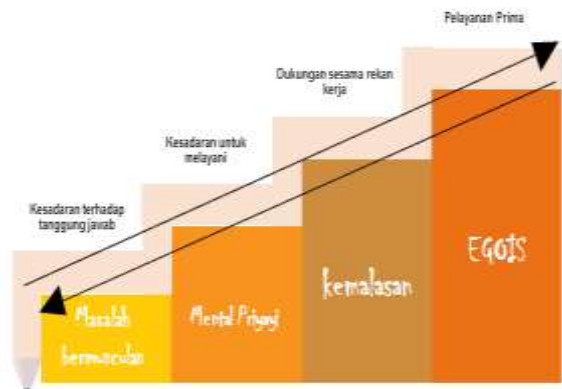 Pelayanan Prima
Dukungan sesama rekan
kerja
Kesadaran untuk
melayani
Kesadaran terhadap
tanggung jawab
EGOIS
kemalasan
Mental Priyayi
Masalah
bermunculan